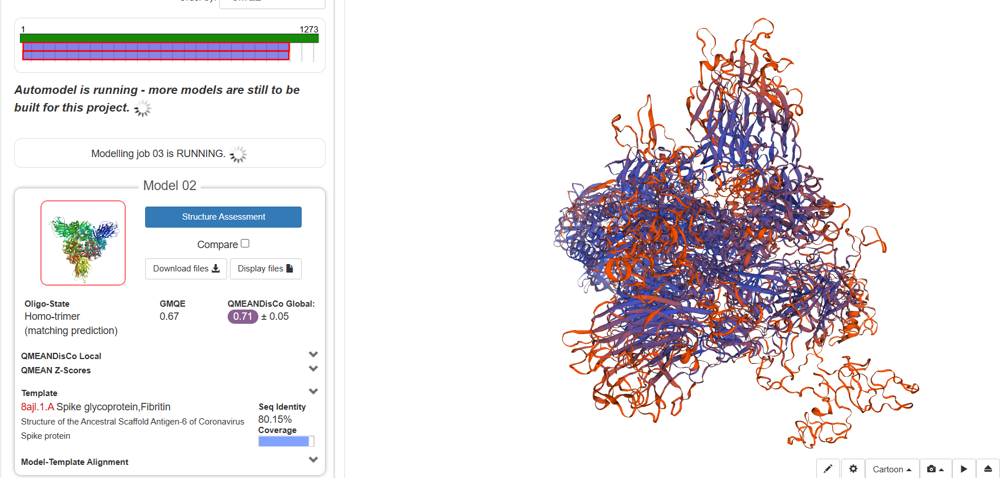 1 1273
Automodel is running - more models are still to be
built for this project.
Modelling job 03 is RUNNING.
Model 02
Structure Assessment
Compare
Download files
Display files
Oligo-State GMQE QMEANDisCo Global:
Homo-trimer 0.67 0.71 ± 0.05
(matching prediction)
QMEANDisCo Local
QMEAN Z-Scores
Template
8ajl.1.A Spike glycoprotein,Fibritin
Structure of the Ancestral Scaffold Antigen-6 of Coronavirus
Spike protein
Seq Identity
80.15%
Coverage
Model-Template Alignment
Cartoon